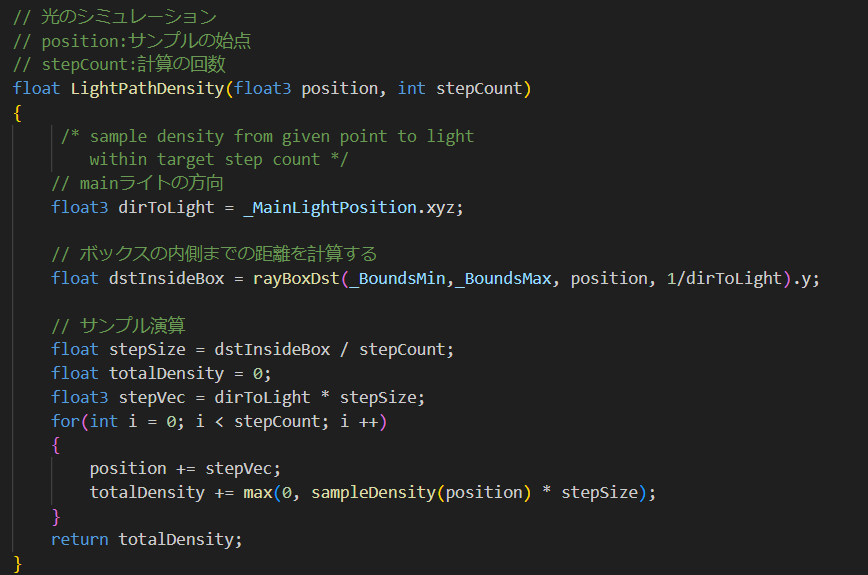 // 光のシミュレーション
// position:サンプルの始点
// stepCount:計算の回数
float LightPathDensity(float3 position, int stepCount)
{
    /* sample density from given point to light
       within target step count */
    // mainライトの方向
    float3 dirToLight = _MainLightPosition.xyz;

    // ボックスの内側までの距離を計算する
    float dstInsideBox = rayBoxDst(_BoundsMin,_BoundsMax, position, 1/dirToLight).y;

    // サンプル演算
    float stepSize = dstInsideBox / stepCount;
    float totalDensity = 0;
    float3 stepVec = dirToLight * stepSize;
    for(int i = 0; i < stepCount; i ++)
    {
        position += stepVec;
        totalDensity += max(0, sampleDensity(position) * stepSize);
    }
    return totalDensity;
}